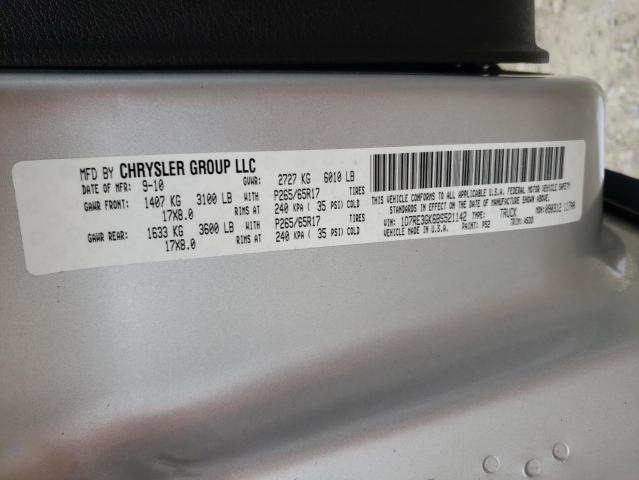 MFD BY CHRYSLER GROUP LLC
DATE OF MFR: 9-10 GVWR: 2727 KG 6010 LB
GAWR FRONT: 1407 KG 3100 LB WITH P265/65R17 TIRES
17X8.0 RIMS AT 240 KPA ( 35 PSI) COLD
GAWR REAR: 1633 KG 3600 LB WITH P265/65R17 TIRES
17X8.0 RIMS AT 240 KPA ( 35 PSI) COLD
THIS VEHICLE CONFORMS TO ALL APPLICABLE U.S.A. FEDERAL MOTOR VEHICLE SAFETY
STANDARDS IN EFFECT ON THE DATE OF MANUFACTURE SHOWN ABOVE.
VIN: 1D7RE3GK6BS521142 TYPE: TRUCK MDH:
VEHICLE MADE IN U.S.A. PAINT: PS2 TRIM: